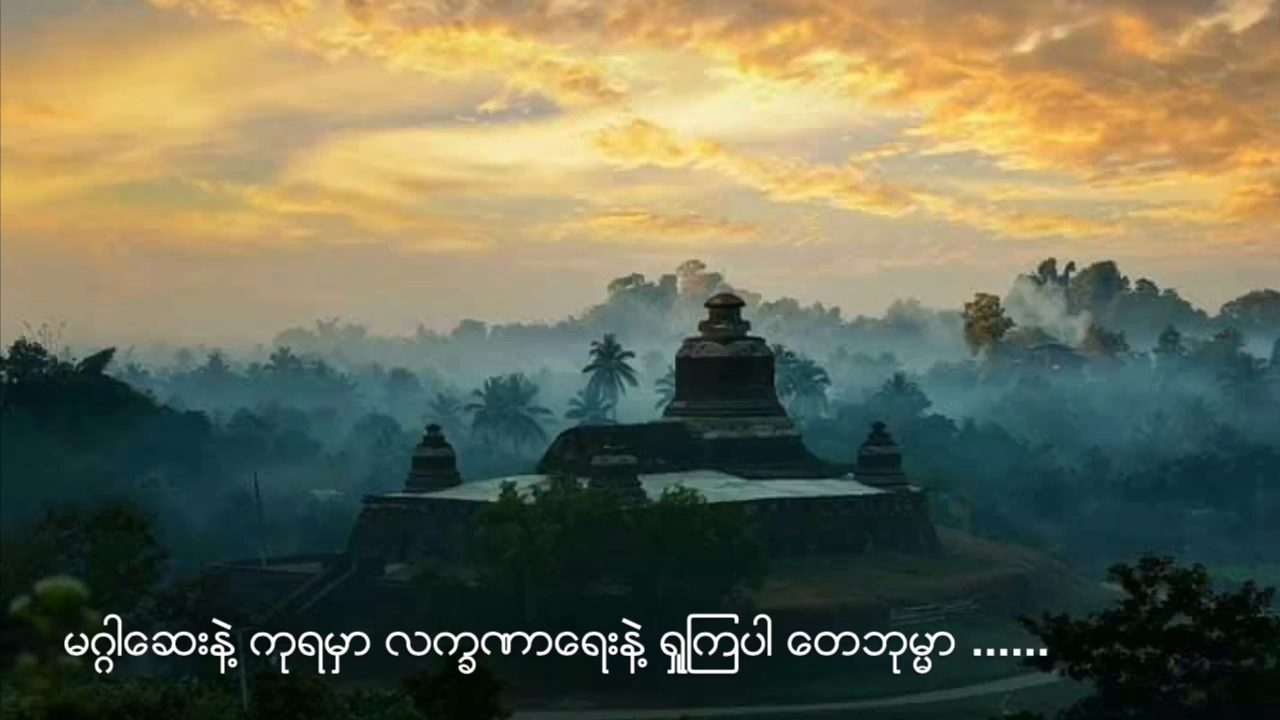 မဂ္ဂါဆေးနဲ့ ကုရမှာ လက္ခဏာရေးနဲ့ ရှုကြပါ တေဘုမ္မာ ......